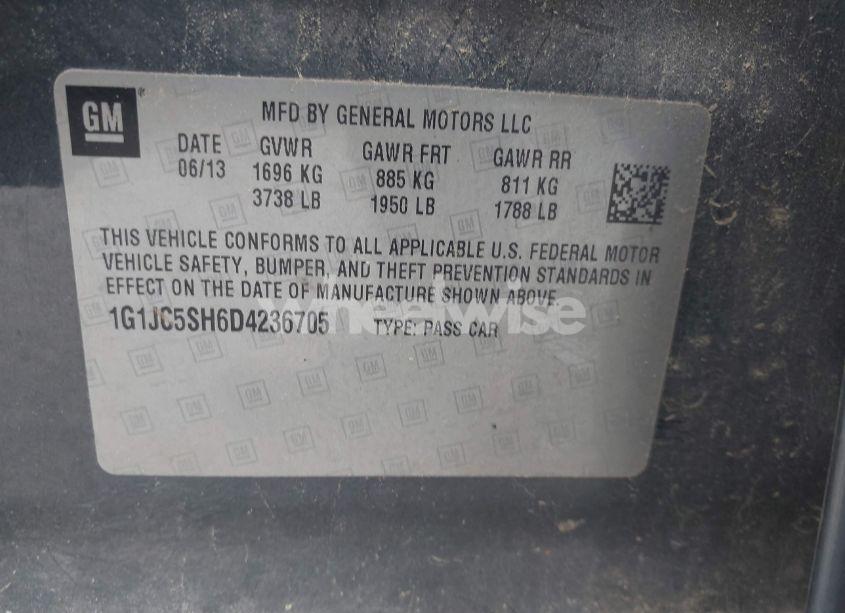 GM
MFD BY GENERAL MOTORS LLC
DATE GVWR GAWR FRT GAWR RR
06/13 1696 KG 885 KG 811 KG
3738 LB 1950 LB 1788 LB
THIS VEHICLE CONFORMS TO ALL APPLICABLE U.S. FEDERAL MOTOR
VEHICLE SAFETY, BUMPER, AND THEFT PREVENTION STANDARDS IN
EFFECT ON THE DATE OF MANUFACTURE SHOWN ABOVE.
1G1JC5SH6D4236705 TYPE: PASS CAR
wheelwise